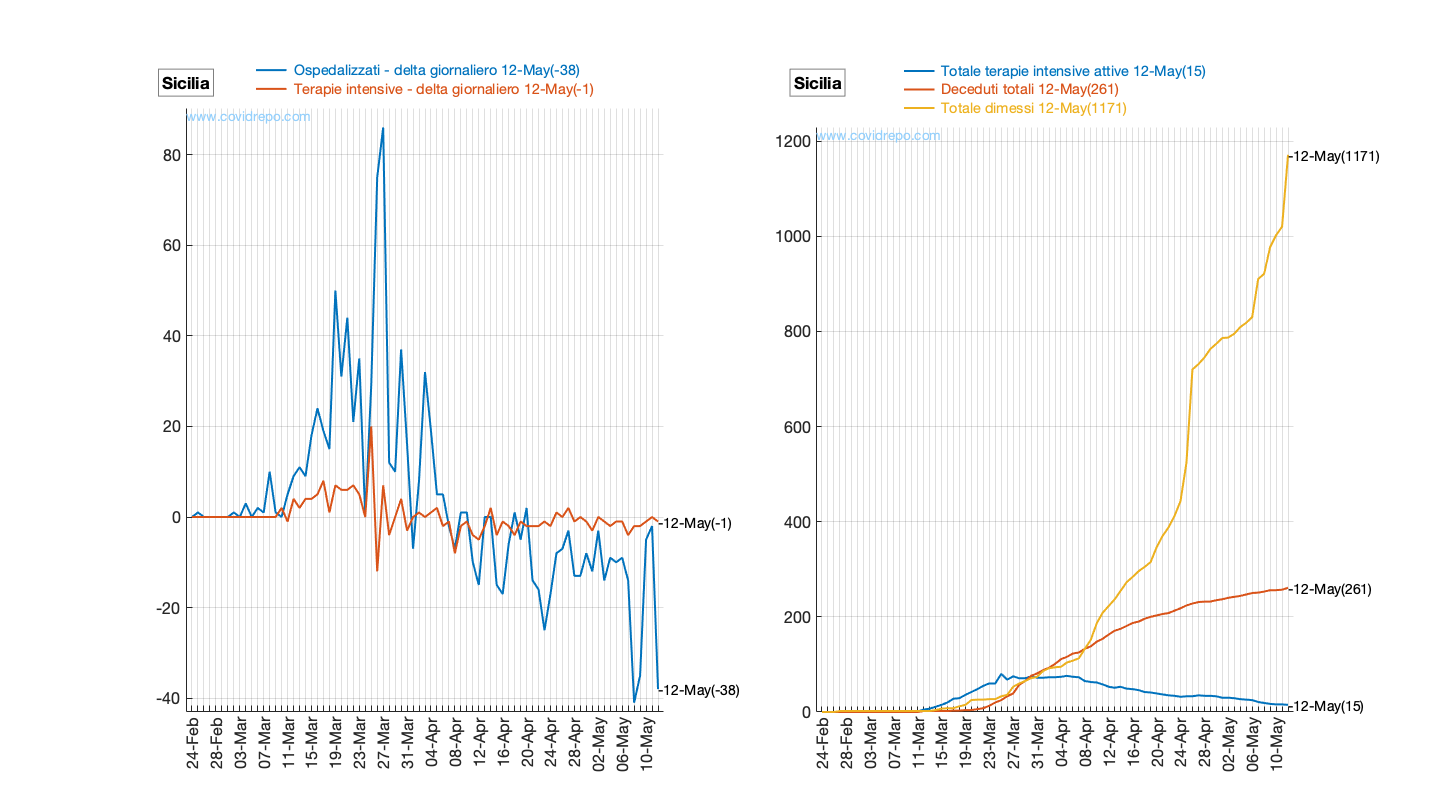 Sicilia
Ospedalizzati - delta giornaliero 12-May(-38)
Terapie intensive - delta giornaliero 12-May(-1)
www.covidrepo.com
80
60
40
20
0
-20
-40
12-May(-1)
12-May(-38)
24-Feb
28-Feb
03-Mar
07-Mar
11-Mar
15-Mar
19-Mar
23-Mar
27-Mar
31-Mar
04-Apr
08-Apr
12-Apr
16-Apr
20-Apr
24-Apr
28-Apr
02-May
06-May
10-May
Sicilia
Totale terapie intensive attive 12-May(15)
Deceduti totali 12-May(261)
Totale dimessi 12-May(1171)
www.covidrepo.com
1200
1000
800
600
400
200
0
12-May(1171)
12-May(261)
12-May(15)
24-Feb
28-Feb
03-Mar
07-Mar
11-Mar
15-Mar
19-Mar
23-Mar
27-Mar
31-Mar
04-Apr
08-Apr
12-Apr
16-Apr
20-Apr
24-Apr
28-Apr
02-May
06-May
10-May